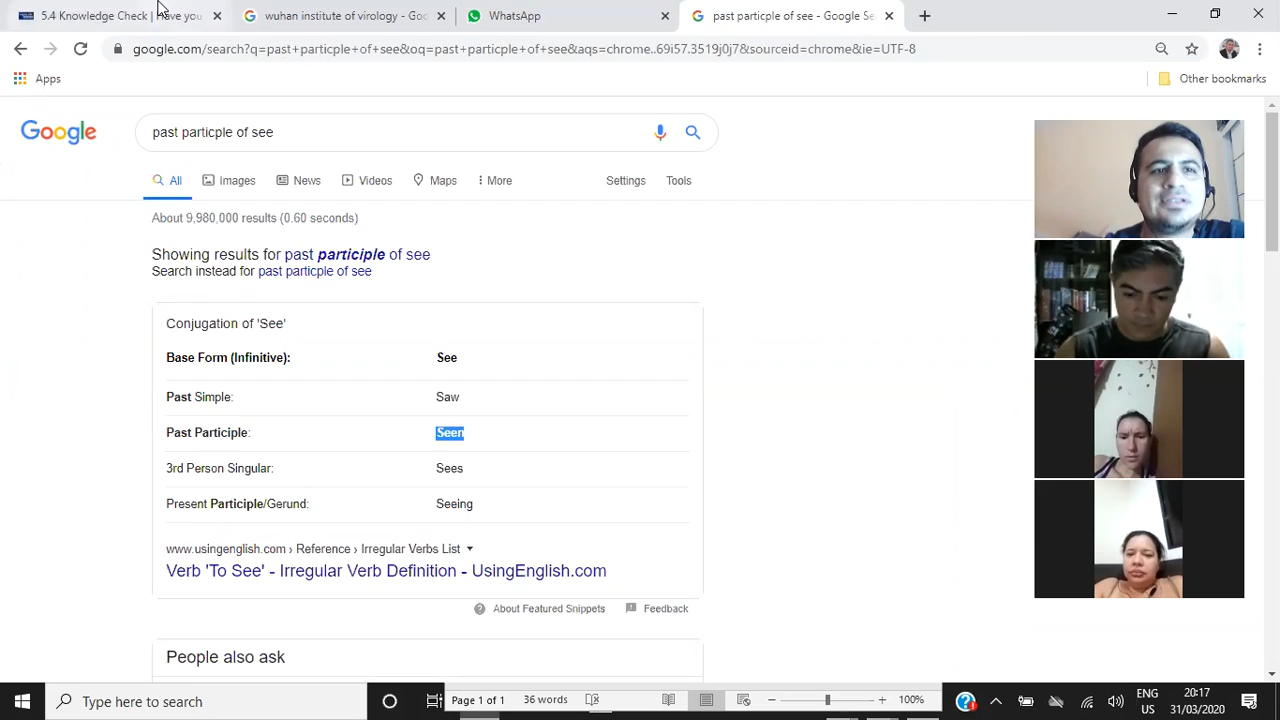 5.4 Knowledge Check | Have you
wuhan institute of virology - Goo
WhatsApp
past participle of see - Google Se
google.com/search?q=past+particple+of+see&oq=past+particple+of+see&aqs=chrome..69i57.3519j0j7&sourceid=chrome&ie=UTF-8
Apps
Other bookmarks
Google
past particple of see
All
Images
News
Videos
Maps
More
Settings
Tools
About 9,980,000 results (0.60 seconds)
Showing results for past participle of see
Search instead for past particple of see
Conjugation of 'See'
Base Form (Infinitive): See
Past Simple: Saw
Past Participle: Seen
3rd Person Singular: Sees
Present Participle/Gerund: Seeing
www.usingenglish.com › Reference › Irregular Verbs List
Verb 'To See' - Irregular Verb Definition - UsingEnglish.com
About Featured Snippets
Feedback
People also ask
Type here to search
Page 1 of 1
36 words
100%
ENG
US
20:17
31/03/2020